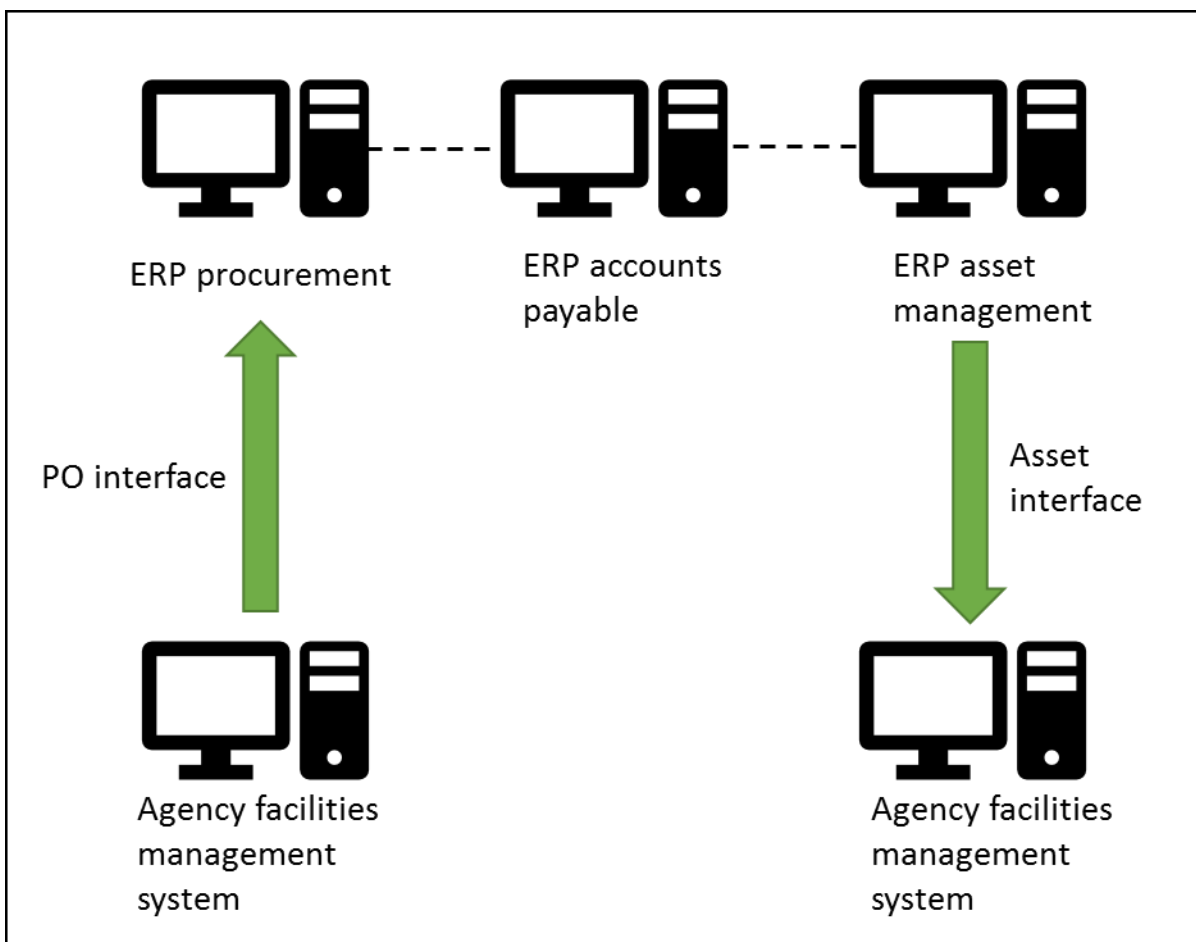 ERP procurement
ERP accounts
payable
ERP asset
management
PO interface
Asset
interface
Agency facilities
management
system
Agency facilities
management
system